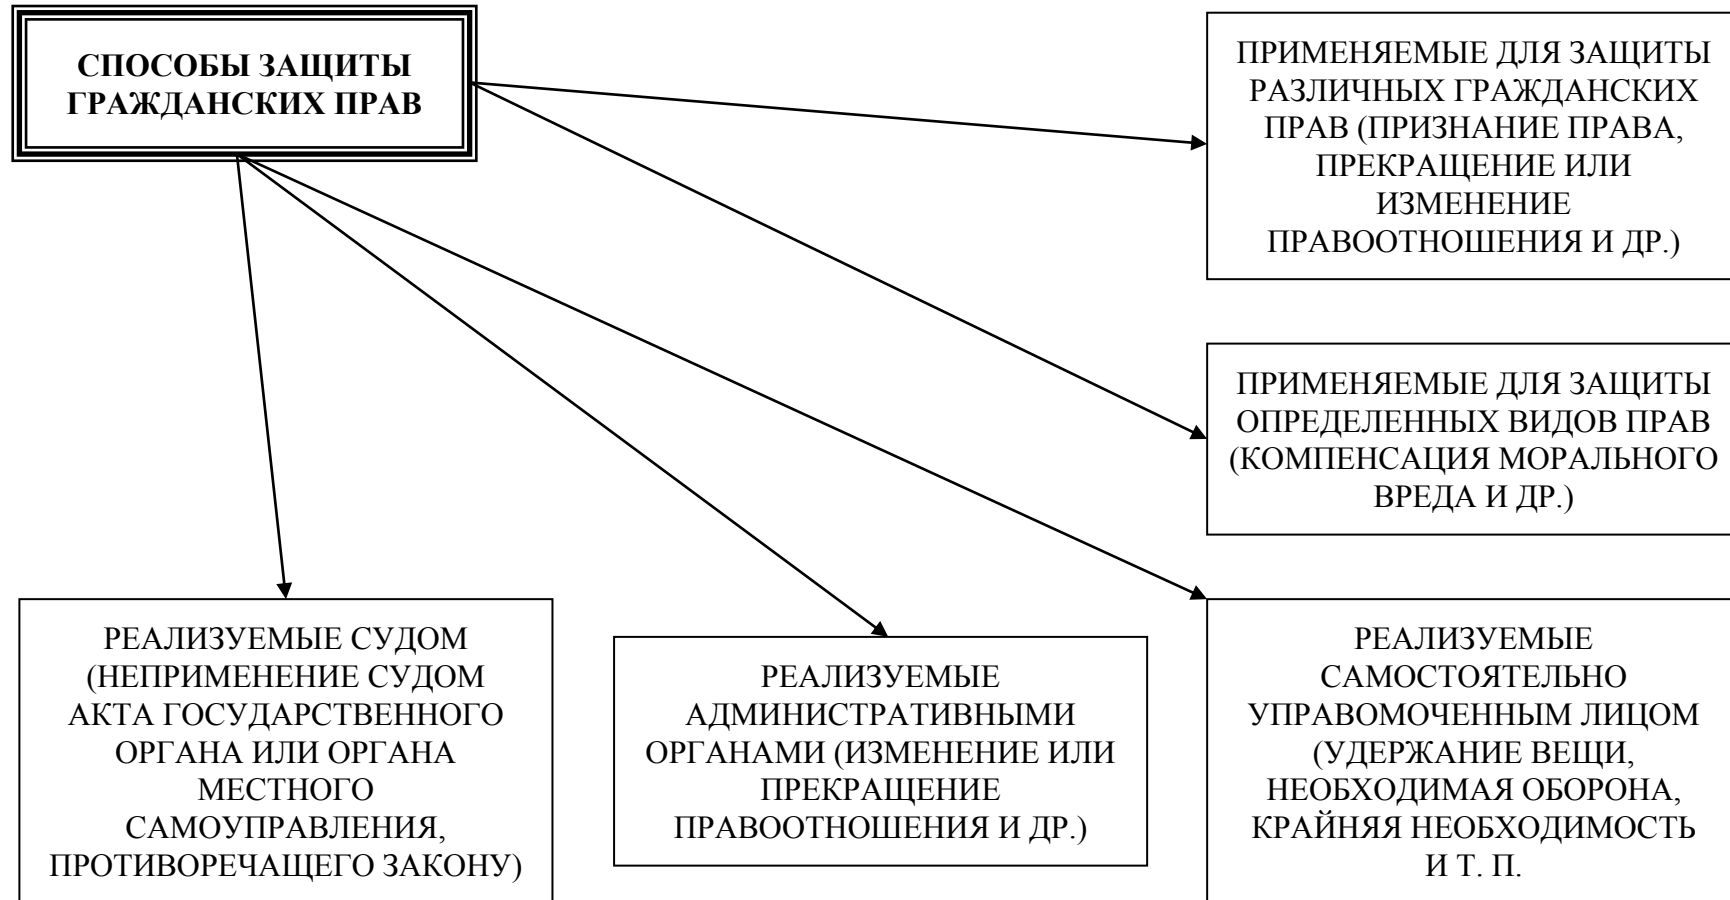 СПОСОБЫ ЗАЩИТЫ
ГРАЖДАНСКИХ ПРАВ
ПРИМЕНЯЕМЫЕ ДЛЯ ЗАЩИТЫ
РАЗЛИЧНЫХ ГРАЖДАНСКИХ
ПРАВ (ПРИЗНАНИЕ ПРАВА,
ПРЕКРАЩЕНИЕ ИЛИ
ИЗМЕНЕНИЕ
ПРАВООТНОШЕНИЯ И ДР.)
ПРИМЕНЯЕМЫЕ ДЛЯ ЗАЩИТЫ
ОПРЕДЕЛЕННЫХ ВИДОВ ПРАВ
(КОМПЕНСАЦИЯ МОРАЛЬНОГО
ВРЕДА И ДР.)
РЕАЛИЗУЕМЫЕ СУДОМ
(НЕПРИМЕНЕНИЕ СУДОМ
АКТА ГОСУДАРСТВЕННОГО
ОРГАНА ИЛИ ОРГАНА
МЕСТНОГО
САМОУПРАВЛЕНИЯ,
ПРОТИВОРЕЧАЩЕГО ЗАКОНУ)
РЕАЛИЗУЕМЫЕ
АДМИНИСТРАТИВНЫМИ
ОРГАНАМИ (ИЗМЕНЕНИЕ ИЛИ
ПРЕКРАЩЕНИЕ
ПРАВООТНОШЕНИЯ И ДР.)
РЕАЛИЗУЕМЫЕ
САМОСТОЯТЕЛЬНО
УПРАВОМОЧЕННЫМ ЛИЦОМ
(УДЕРЖАНИЕ ВЕЩИ,
НЕОБХОДИМАЯ ОБОРОНА,
КРАЙНЯЯ НЕОБХОДИМОСТЬ
И Т. П.